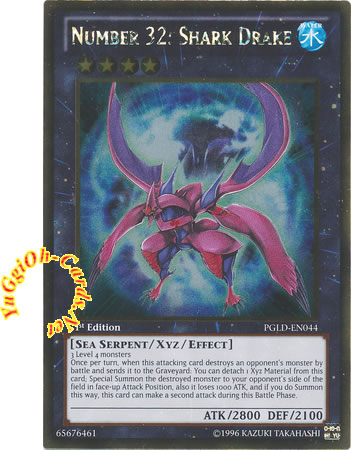 Number 32: Shark Drake
WATER
水
YuGgiOh-Cards.Net
1st Edition
PGLD-EN044
[Sea Serpent/Xyz/Effect]
3 Level 4 monsters
Once per turn, when this attacking card destroys an opponent's monster by
battle and sends it to the Graveyard: You can detach 1 Xyz Material from this
card; Special Summon the destroyed monster to your opponent's side of the
field in face-up Attack Position, also it loses 1000 ATK, and if you do Summon
this way, this card can make a second attack during this Battle Phase.
ATK/2800 DEF/2100
65676461
©1996 KAZUKI TAKAHASHI